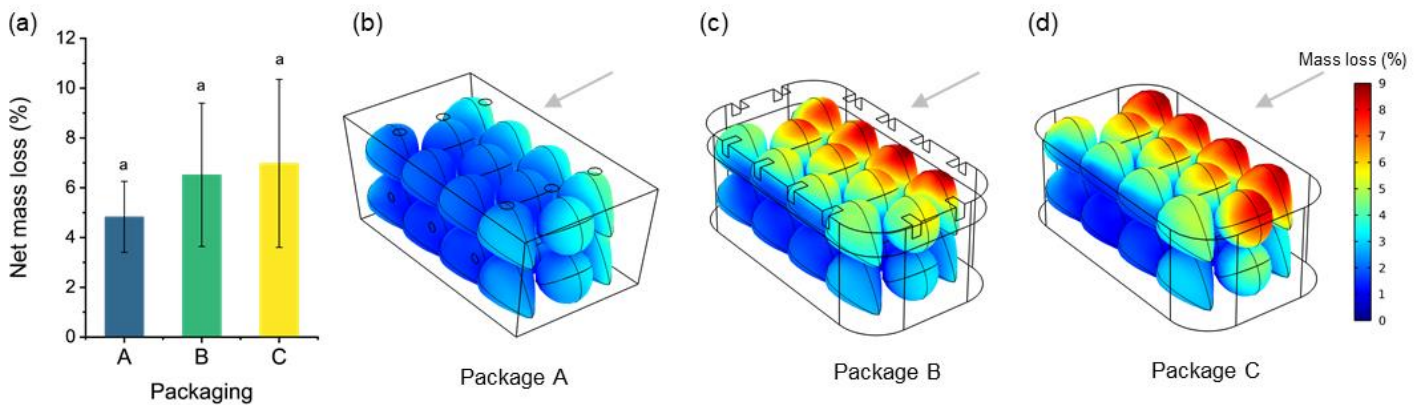 (a)
12
10
8
6
4
2
0
Net mass loss (%)
a
a
a
A
B
C
Packaging
(b)
Package A
(c)
Package B
(d)
Package C
Mass loss (%)
9
8
7
6
5
4
3
2
1
0